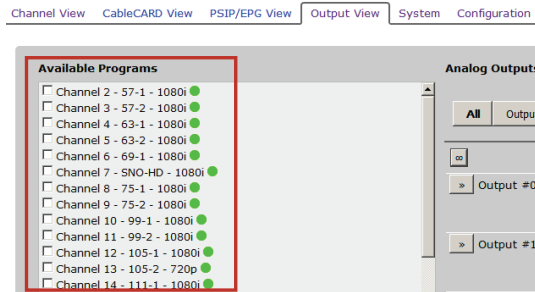 Channel View CableCARD View PSIP/EPG View Output View System Configuration
Available Programs
Channel 2 - 57-1 - 1080i
Channel 3 - 57-2 - 1080i
Channel 4 - 63-1 - 1080i
Channel 5 - 63-2 - 1080i
Channel 6 - 69-1 - 1080i
Channel 7 - SNO-HD - 1080i
Channel 8 - 75-1 - 1080i
Channel 9 - 75-2 - 1080i
Channel 10 - 99-1 - 1080i
Channel 11 - 99-2 - 1080i
Channel 12 - 105-1 - 1080i
Channel 13 - 105-2 - 720p
Channel 14 - 111-1 - 1080i
Analog Outputs
All Outpu
∞
» Output #0
» Output #1